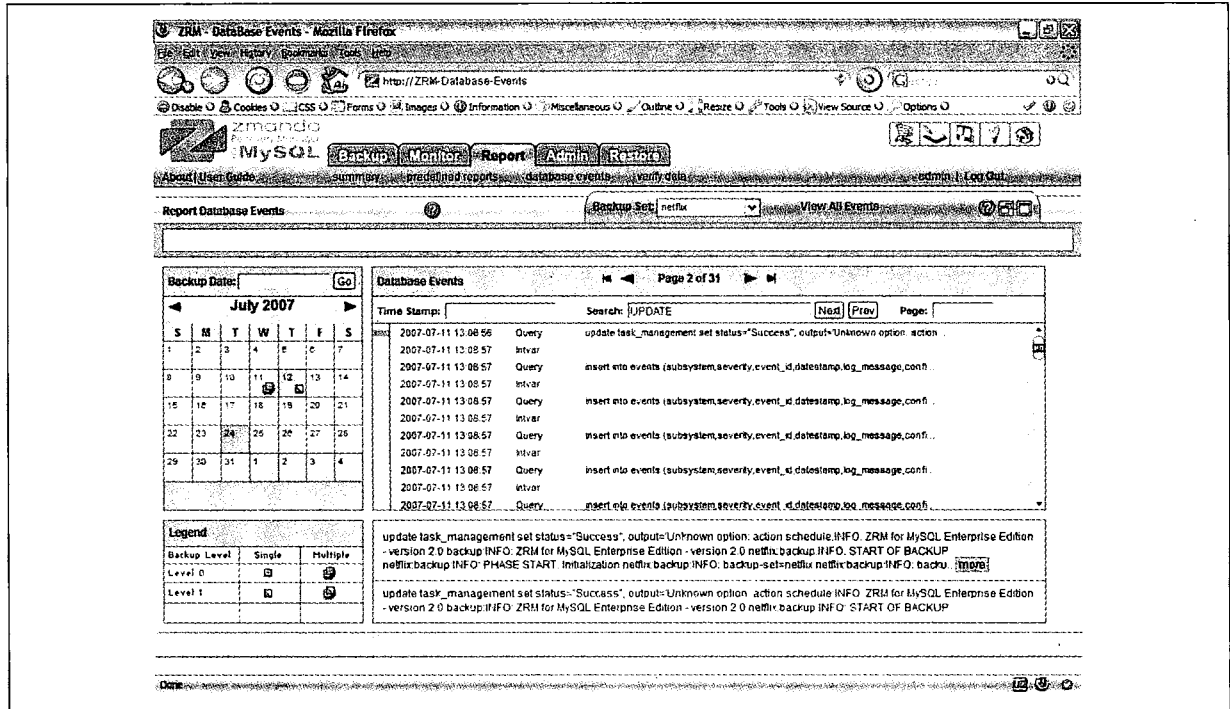 ZRM - DataBase Events - Mozilla Firefox
File Edit View History Bookmarks Tools Help
http://ZRM-Database-Events
Disable Cookies CSS Forms Images Information Miscellaneous Outline Resize Tools View Source Options
zmanda
MySQL Backup Monitor Report Admin Restore
About | User Guide summary predefined reports database events verify data admin | Log Out
Report Database Events Backup Set: netflix View All Events
Backup Date: Go
July 2007
S M T W T F S
1 2 3 4 5 6 7
8 9 10 11 12 13 14
15 16 17 18 19 20 21
22 23 24 25 26 27 28
29 30 31 1 2 3 4
Database Events Page 2 of 31
Time Stamp: Search: UPDATE Next Prev Page:
2007-07-11 13:08:56 Query update task_management set status="Success", output='Unknown option: action ...
2007-07-11 13:08:57 Intvar
2007-07-11 13:08:57 Query insert into events (subsystem,severity,event_id,datestamp,log_message,confi...
2007-07-11 13:08:57 Intvar
2007-07-11 13:08:57 Query insert into events (subsystem,severity,event_id,datestamp,log_message,confi...
2007-07-11 13:08:57 Intvar
2007-07-11 13:08:57 Query insert into events (subsystem,severity,event_id,datestamp,log_message,confi...
2007-07-11 13:08:57 Intvar
2007-07-11 13:08:57 Query insert into events (subsystem,severity,event_id,datestamp,log_message,confi...
2007-07-11 13:08:57 Intvar
2007-07-11 13:08:57 Query insert into events (subsystem,severity,event_id,datestamp,log_message,confi...
Legend
Backup Level Single Multiple
Level 0
Level 1
update task_management set status="Success", output='Unknown option: action schedule:INFO: ZRM for MySQL Enterprise Edition
- version 2.0 backup:INFO: ZRM for MySQL Enterprise Edition - version 2.0 netflix:backup:INFO: START OF BACKUP
netflix:backup:INFO: PHASE START: Initialization netflix:backup:INFO: backup-set=netflix netflix:backup:INFO: backu... more
update task_management set status="Success", output='Unknown option: action schedule:INFO: ZRM for MySQL Enterprise Edition
- version 2.0 backup:INFO: ZRM for MySQL Enterprise Edition - version 2.0 netflix:backup:INFO: START OF BACKUP
Done